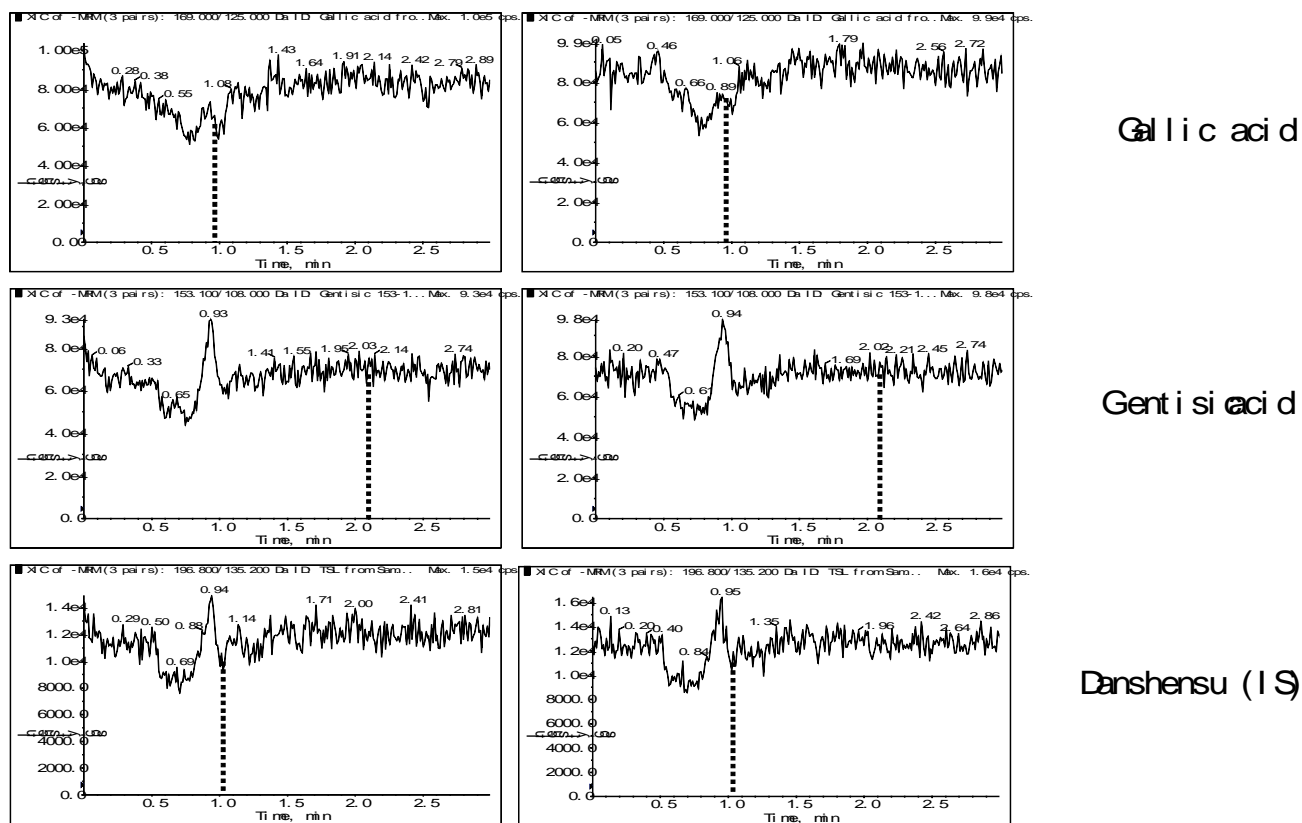 XIC of -MRM (3 pairs): 169.000/125.000 Da ID: Gallic acid fro... Max. 1.0e5 cps.
1.00e5
8.00e4
6.00e4
4.00e4
2.00e4
0.00
0.28 0.38 0.55 1.08 1.43 1.64 1.91 2.14 2.42 2.79 2.89
0.5 1.0 1.5 2.0 2.5
Time, min
XIC of -MRM (3 pairs): 169.000/125.000 Da ID: Gallic acid fro... Max. 9.9e4 cps.
9.9e4
8.0e4
6.0e4
4.0e4
2.0e4
0.0
0.05 0.46 0.66 0.89 1.06 1.79 2.56 2.72
0.5 1.0 1.5 2.0 2.5
Time, min
Gallic acid
XIC of -MRM (3 pairs): 153.100/108.000 Da ID: Gentisic 153-1... Max. 9.3e4 cps.
9.3e4
8.0e4
6.0e4
4.0e4
2.0e4
0.0
0.06 0.33 0.65 0.93 1.41 1.55 1.95 2.03 2.14 2.74
0.5 1.0 1.5 2.0 2.5
Time, min
XIC of -MRM (3 pairs): 153.100/108.000 Da ID: Gentisic 153-1... Max. 9.8e4 cps.
9.8e4
8.0e4
6.0e4
4.0e4
2.0e4
0.0
0.20 0.47 0.61 0.94 1.69 2.02 2.21 2.45 2.74
0.5 1.0 1.5 2.0 2.5
Time, min
Gentisic acid
XIC of -MRM (3 pairs): 196.800/135.200 Da ID: TSL from Sam... Max. 1.5e4 cps.
1.4e4
1.2e4
1.0e4
8000.0
6000.0
4000.0
2000.0
0.0
0.29 0.50 0.69 0.88 0.94 1.14 1.71 2.00 2.41 2.81
0.5 1.0 1.5 2.0 2.5
Time, min
XIC of -MRM (3 pairs): 196.800/135.200 Da ID: TSL from Sam... Max. 1.6e4 cps.
1.6e4
1.4e4
1.2e4
1.0e4
8000.0
6000.0
4000.0
2000.0
0.0
0.13 0.20 0.40 0.84 0.95 1.35 1.96 2.42 2.64 2.86
0.5 1.0 1.5 2.0 2.5
Time, min
Danshensu (IS)